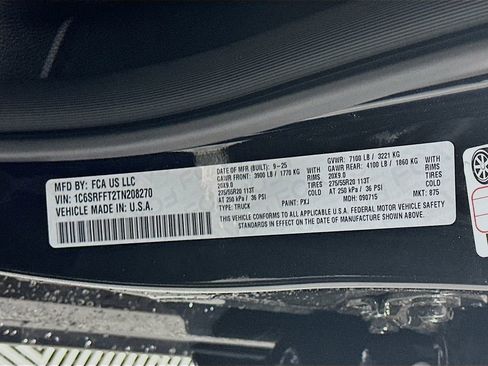 MFD BY: FCA US LLC
VIN: 1C6SRFFT2TN208270
VEHICLE MADE IN: U.S.A.
DATE OF MFR (BUILT): 9-25
GAWR FRONT: 3900 LB / 1770 KG
WITH RIMS
20X9.0
TIRES
275/55R20 113T
AT 250 kPa / 36 PSI
TYPE: TRUCK
GVWR: 7100 LB / 3221 KG
GAWR REAR: 4100 LB / 1860 KG
WITH RIMS
20X9.0
TIRES
275/55R20 113T
AT 250 kPa / 36 PSI
PAINT: PXJ
MDH: 090715
MKT: 875
THIS VEHICLE CONFORMS TO ALL APPLICABLE U.S.A. FEDERAL MOTOR VEHICLE SAFETY
STANDARDS IN EFFECT ON THE DATE OF MANUFACTURE SHOWN ABOVE